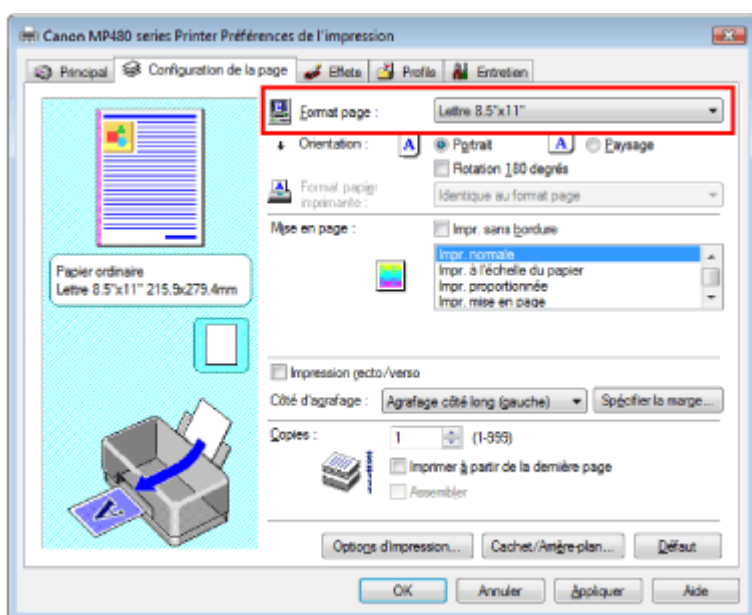 Canon MP480 series Printer Préférences de l'impression
Principal Configuration de la page Effets Profils Entretien
Format page : Lettre 8.5"x11"
Orientation : A Portrait A Paysage
Rotation 180 degrés
Format papier imprimante : Identique au format page
Mise en page : Impr. sans bordure
Impr. normale
Impr. à l'échelle du papier
Impr. proportionnée
Impr. mise en page
Papier ordinaire
Lettre 8.5"x11" 215.9x279.4mm
Impression recto/verso
Côté d'agrafage : Agrafage côté long (gauche) Spécifier la marge...
Copies : 1 (1-999)
Imprimer à partir de la dernière page
Assembler
Options d'impression... Cachet/Arrière-plan... Défaut
OK Annuler Appliquer Aide